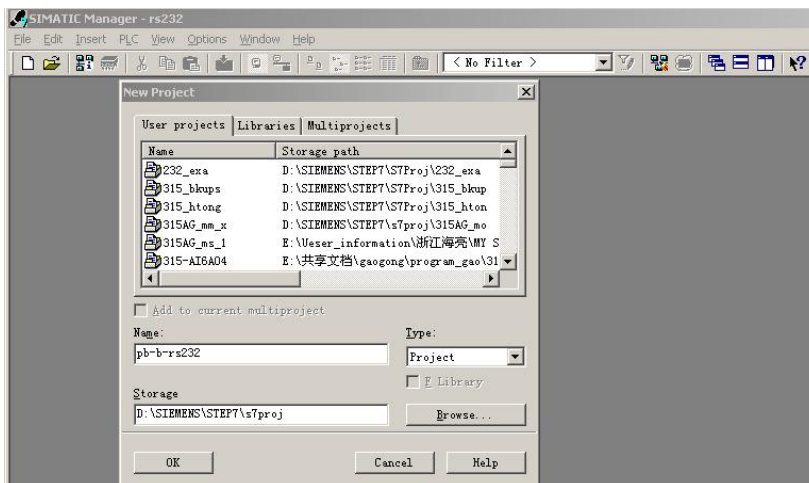 SIMATIC Manager - rs232
File Edit Insert PLC View Options Window Help
< No Filter >
New Project
User projects Libraries Multiprojects
Name Storage path
232_exa D:\SIEMENS\STEP7\S7Proj\232_exa
315_bkups D:\SIEMENS\STEP7\S7Proj\315_bkup
315_htong D:\SIEMENS\STEP7\S7Proj\315_hton
315AG_mm_x D:\SIEMENS\STEP7\s7proj\315AG_mo
315AG_ms_1 E:\Veser_information\浙江海亮\MY S
315-AI6A04 E:\共享文档\gaogong\program_gao\31
Add to current multiproject
Name: Type:
pb-b-rs232 Project
F Library
Storage
D:\SIEMENS\STEP7\s7proj Browse...
OK Cancel Help